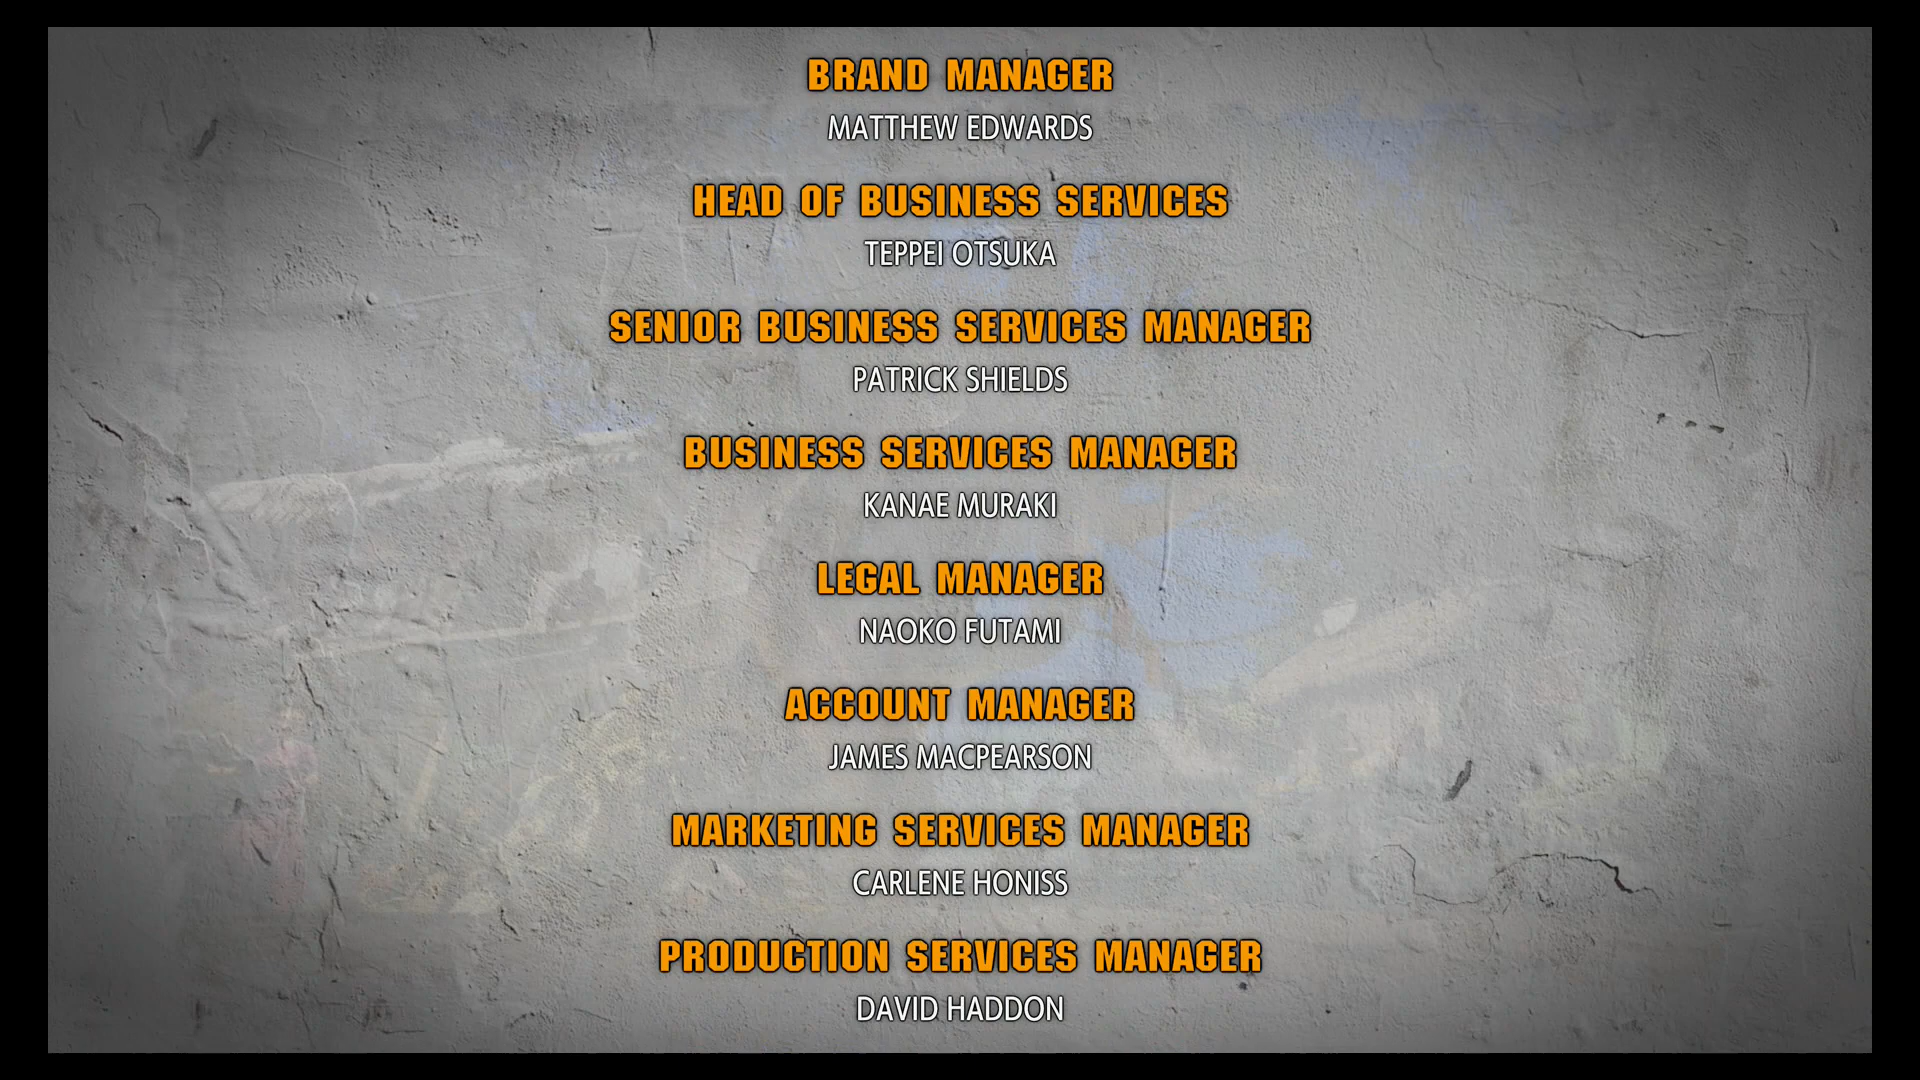 BRAND MANAGER
MATTHEW EDWARDS
HEAD OF BUSINESS SERVICES
TEPPEI OTSUKA
SENIOR BUSINESS SERVICES MANAGER
PATRICK SHIELDS
BUSINESS SERVICES MANAGER
KANAE MURAKI
LEGAL MANAGER
NAOKO FUTAMI
ACCOUNT MANAGER
JAMES MACPEARSON
MARKETING SERVICES MANAGER
CARLENE HONISS
PRODUCTION SERVICES MANAGER
DAVID HADDON